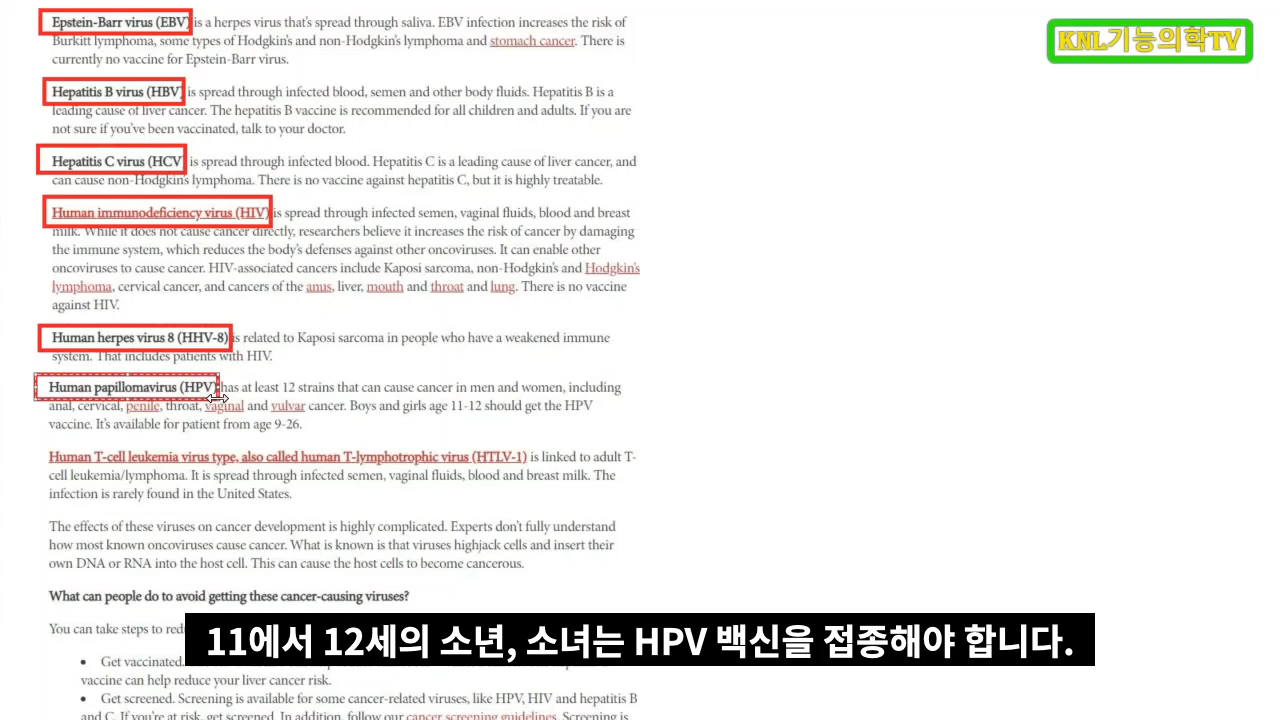 Epstein-Barr virus (EBV) is a herpes virus that's spread through saliva. EBV infection increases the risk of
Burkitt lymphoma, some types of Hodgkin's and non-Hodgkin's lymphoma and stomach cancer. There is
currently no vaccine for Epstein-Barr virus.
KNL기능의학TV
Hepatitis B virus (HBV) is spread through infected blood, semen and other body fluids. Hepatitis B is a
leading cause of liver cancer. The hepatitis B vaccine is recommended for all children and adults. If you are
not sure if you've been vaccinated, talk to your doctor.
Hepatitis C virus (HCV) is spread through infected blood. Hepatitis C is a leading cause of liver cancer, and
can cause non-Hodgkin's lymphoma. There is no vaccine against hepatitis C, but it is highly treatable.
Human immunodeficiency virus (HIV) is spread through infected semen, vaginal fluids, blood and breast
milk. While it does not cause cancer directly, researchers believe it increases the risk of cancer by damaging
the immune system, which reduces the body's defenses against other oncoviruses. It can enable other
oncoviruses to cause cancer. HIV-associated cancers include Kaposi sarcoma, non-Hodgkin's and Hodgkin's
lymphoma, cervical cancer, and cancers of the anus, liver, mouth and throat and lung. There is no vaccine
against HIV.
Human herpes virus 8 (HHV-8) is related to Kaposi sarcoma in people who have a weakened immune
system. That includes patients with HIV.
Human papillomavirus (HPV) has at least 12 strains that can cause cancer in men and women, including
anal, cervical, penile, throat, vaginal and vulvar cancer. Boys and girls age 11-12 should get the HPV
vaccine. It's available for patient from age 9-26.
Human T-cell leukemia virus type, also called human T-lymphotrophic virus (HTLV-1) is linked to adult T-
cell leukemia/lymphoma. It is spread through infected semen, vaginal fluids, blood and breast milk. The
infection is rarely found in the United States.
The effects of these viruses on cancer development is highly complicated. Experts don't fully understand
how most known oncoviruses cause cancer. What is known is that viruses highjack cells and insert their
own DNA or RNA into the host cell. This can cause the host cells to become cancerous.
What can people do to avoid getting these cancer-causing viruses?
You can take steps to
11에서 12세의 소년, 소녀는 HPV 백신을 접종해야 합니다.
• Get vaccinated.
vaccine can help reduce your liver cancer risk.
• Get screened. Screening is available for some cancer-related viruses, like HPV, HIV and hepatitis B
and C. If you're at risk, get screened. In addition, follow our cancer screening guidelines. Screening is